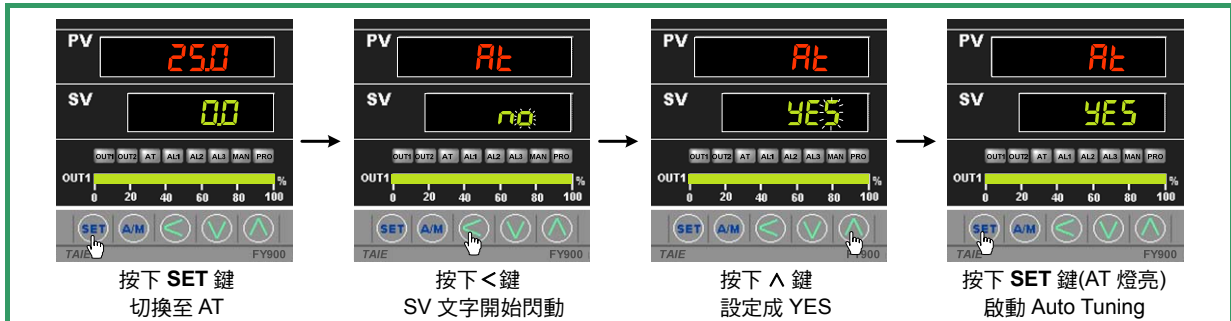 PV 25.0
SV 0.0
OUT1 OUT2 AT AL1 AL2 AL3 MAN PRO
OUT1 %
0 20 40 60 80 100
SET A/M < ∨ ∧
TAIE FY900
按下 SET 鍵
切換至 AT
PV At
SV no
OUT1 OUT2 AT AL1 AL2 AL3 MAN PRO
OUT1 %
0 20 40 60 80 100
SET A/M < ∨ ∧
TAIE FY900
按下 < 鍵
SV 文字開始閃動
PV At
SV YES
OUT1 OUT2 AT AL1 AL2 AL3 MAN PRO
OUT1 %
0 20 40 60 80 100
SET A/M < ∨ ∧
TAIE FY900
按下 ∧ 鍵
設定成 YES
PV At
SV YES
OUT1 OUT2 AT AL1 AL2 AL3 MAN PRO
OUT1 %
0 20 40 60 80 100
SET A/M < ∨ ∧
TAIE FY900
按下 SET 鍵(AT 燈亮)
啟動 Auto Tuning